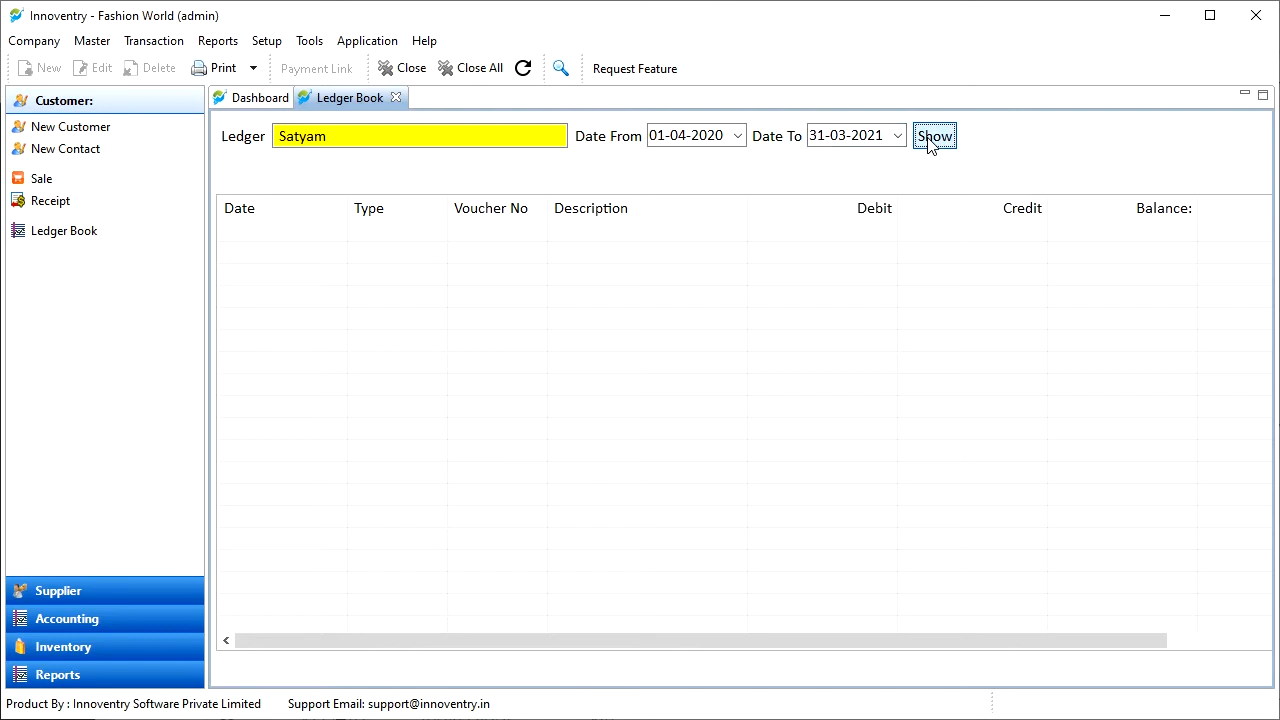 Innoventry - Fashion World (admin)
Company Master Transaction Reports Setup Tools Application Help
New Edit Delete Print Payment Link Close Close All Request Feature
Customer:
New Customer
New Contact
Sale
Receipt
Ledger Book
Supplier
Accounting
Inventory
Reports
Dashboard Ledger Book
Ledger Satyam Date From 01-04-2020 Date To 31-03-2021 Show
Date Type Voucher No Description Debit Credit Balance:
Product By : Innoventry Software Private Limited Support Email: support@innoventry.in